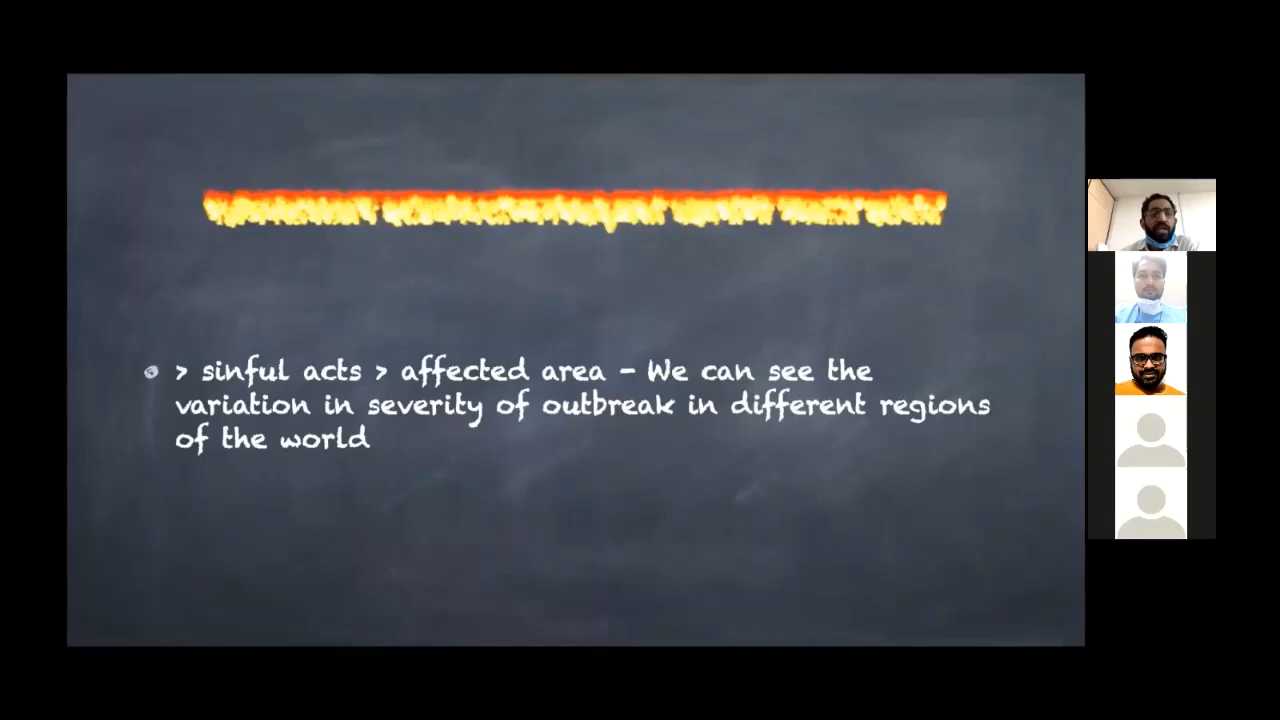 > sinful acts > affected area - We can see the
variation in severity of outbreak in different regions
of the world